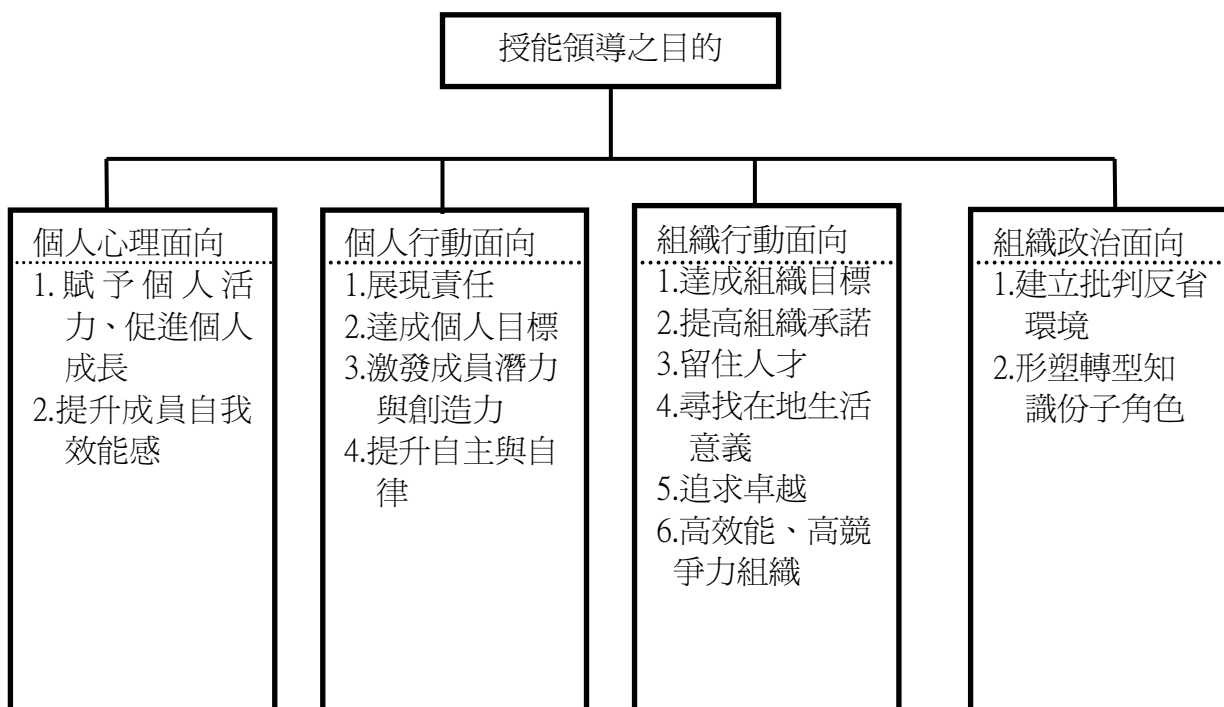 授能領導之目的
個人心理面向
1.賦予個人活
力、促進個人
成長
2.提升成員自我
效能感
個人行動面向
1.展現責任
2.達成個人目標
3.激發成員潛力
與創造力
4.提升自主與自
律
組織行動面向
1.達成組織目標
2.提高組織承諾
3.留住人才
4.尋找在地生活
意義
5.追求卓越
6.高效能、高競
爭力組織
組織政治面向
1.建立批判反省
環境
2.形塑轉型知
識份子角色